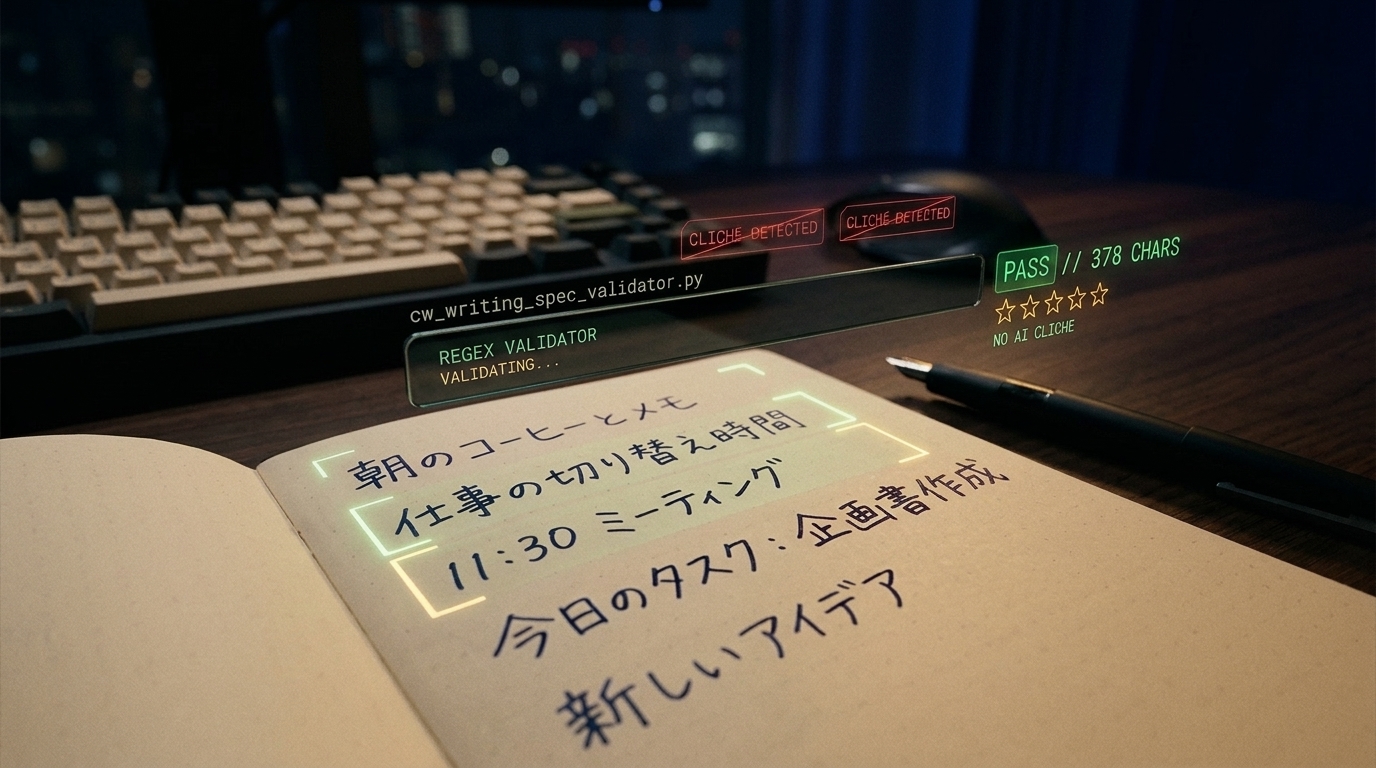 CLICHE DETECTED
CLICHE DETECTED
PASS // 378 CHARS
NO AI CLICHE
cw_writing_spec_validator.py
REGEX VALIDATOR
VALIDATING...
朝のコーヒーとメモ
仕事の切り替え時間
11:30 ミーティング
今日のタスク：企画書作成
新しいアイデア